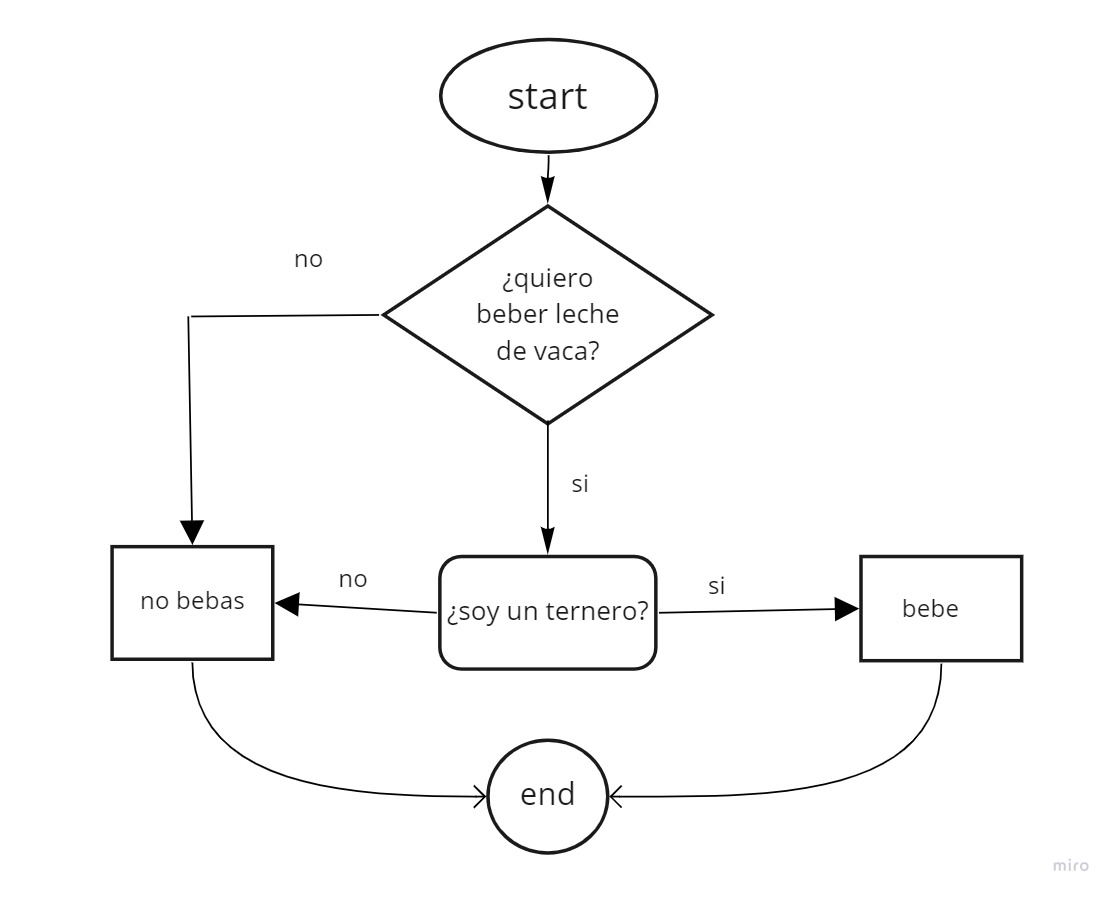 start
no
¿quiero
beber leche
de vaca?
si
no bebas
no
¿soy un ternero?
si
bebe
end
miro